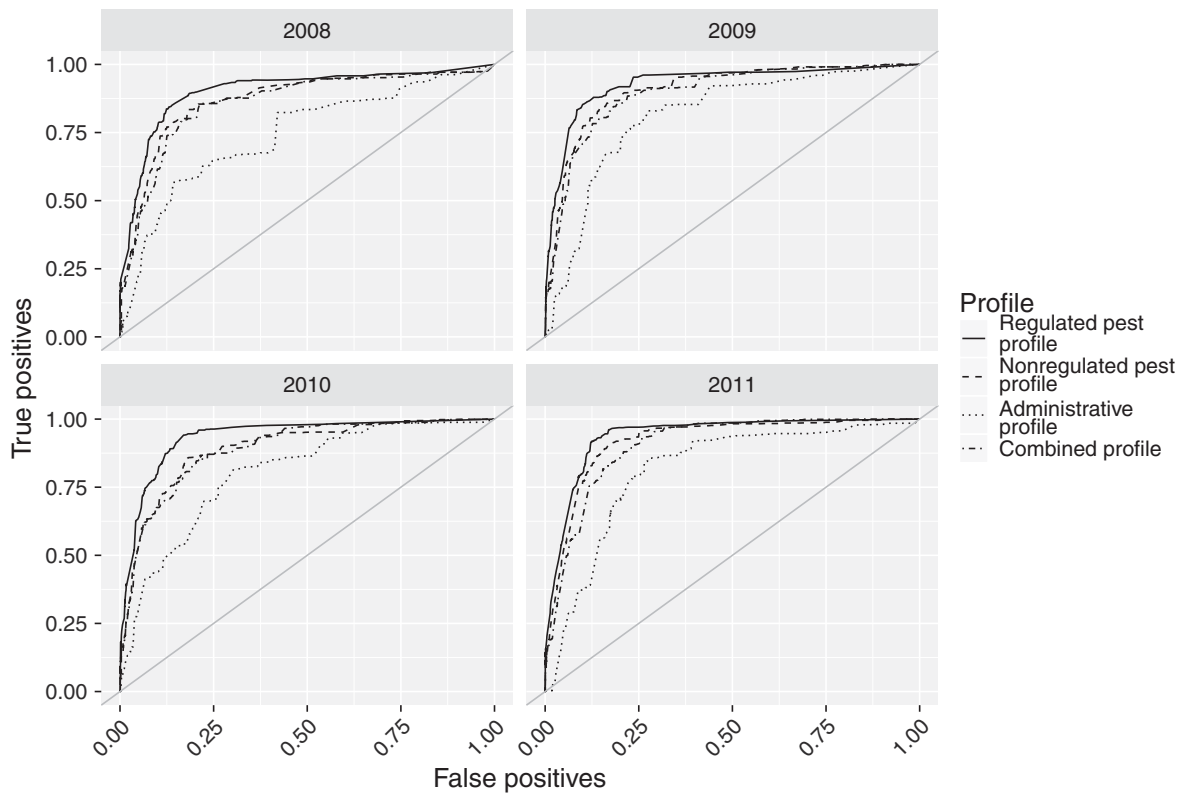 2008
2009
1.00
0.75
0.50
0.25
0.00
2010
2011
1.00
0.75
0.50
0.25
0.00
0.00
0.25
0.50
0.75
1.00
0.00
0.25
0.50
0.75
1.00
True positives
False positives
Profile
Regulated pest
profile
Nonregulated pest
profile
Administrative
profile
Combined profile